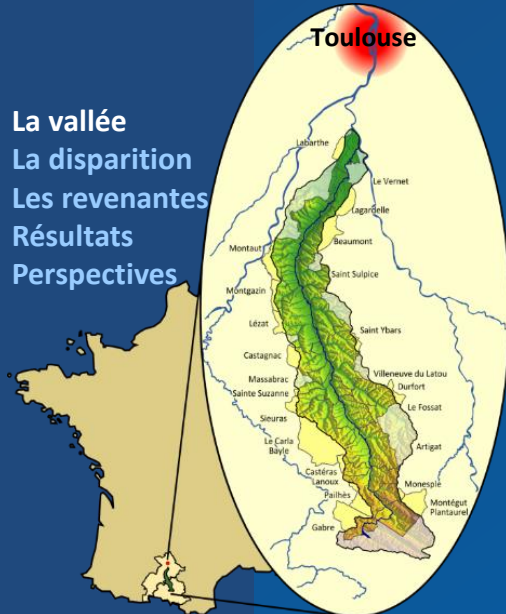 Toulouse
La vallée
La disparition
Les revenantes
Résultats
Perspectives
Labarthe
Le Vernet
Lagardelle
Beaumont
Montaut
Saint Sulpice
Montgazin
Lézat
Saint Ybars
Castagnac
Villeneuve du Latou
Massabrac
Durfort
Sainte Suzanne
Le Fossat
Sieuras
Artigat
Le Carla
Bayle
Castéras
Lanoux
Monesple
Pailhès
Montégut
Plantaurel
Gabre